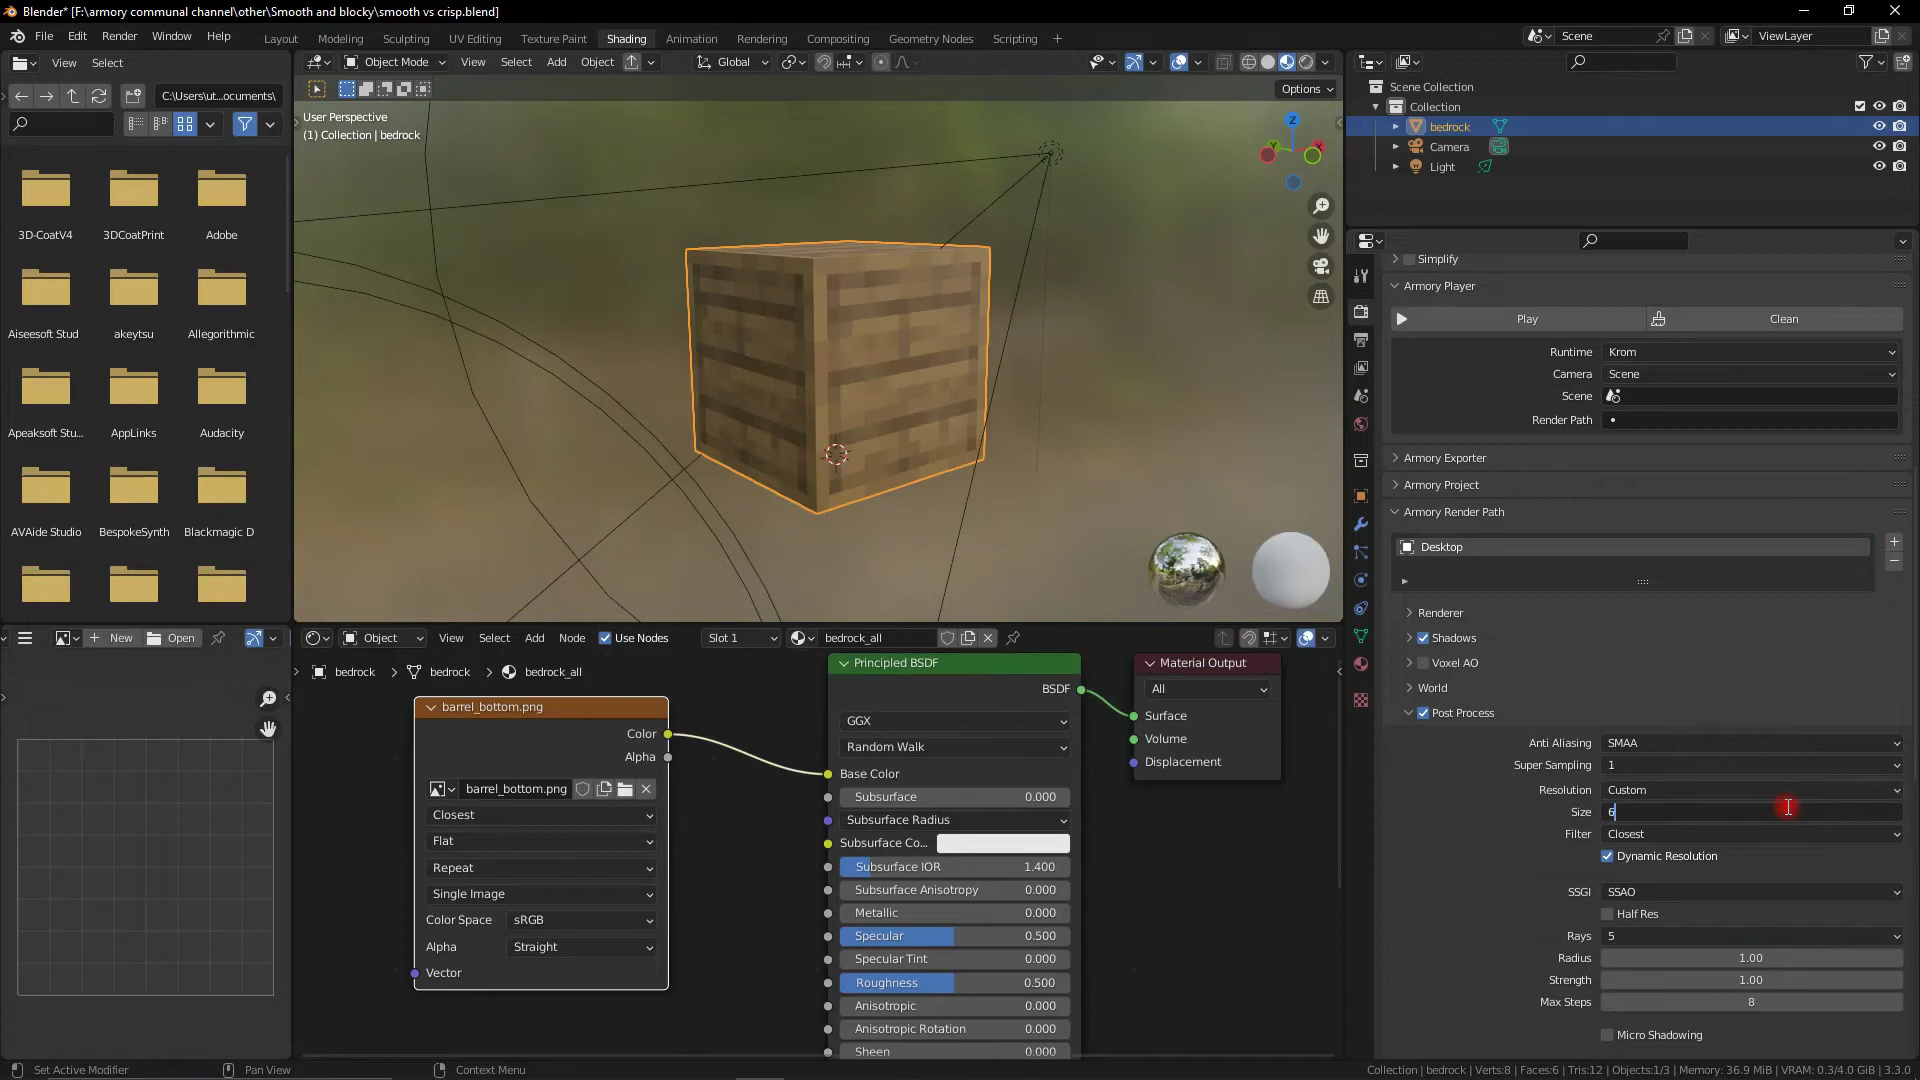 Blender* [F:\armory communal channel\other\Smooth and blocky\smooth vs crisp.blend]
File Edit Render Window Help
Layout Modeling Sculpting UV Editing Texture Paint Shading Animation Rendering Compositing Geometry Nodes Scripting +
Scene
ViewLayer
View Select
C:\Users\ut...ocuments\
3D-CoatV4 3DCoatPrint Adobe
Aiseesoft Stud akeytsu Allegorithmic
Apeaksoft Stu... AppLinks Audacity
AVAide Studio BespokeSynth Blackmagic D
New Open
Object Mode View Select Add Object Global
Options
User Perspective
(1) Collection | bedrock
Z
Object View Select Add Node Use Nodes Slot 1 bedrock_all
bedrock > bedrock > bedrock_all
barrel_bottom.png
Color
Alpha
barrel_bottom.png
Closest
Flat
Repeat
Single Image
Color Space sRGB
Alpha Straight
Vector
Principled BSDF
BSDF
GGX
Random Walk
Base Color
Subsurface 0.000
Subsurface Radius
Subsurface Co...
Subsurface IOR 1.400
Subsurface Anisotropy 0.000
Metallic 0.000
Specular 0.500
Specular Tint 0.000
Roughness 0.500
Anisotropic 0.000
Anisotropic Rotation 0.000
Sheen 0.000
Material Output
All
Surface
Volume
Displacement
Scene Collection
Collection
bedrock
Camera
Light
Simplify
Armory Player
Play Clean
Runtime Krom
Camera Scene
Scene
Render Path
Armory Exporter
Armory Project
Armory Render Path
Desktop
Renderer
Shadows
Voxel AO
World
Post Process
Anti Aliasing SMAA
Super Sampling 1
Resolution Custom
Size 6
Filter Closest
Dynamic Resolution
SSGI SSAO
Half Res
Rays 5
Radius 1.00
Strength 1.00
Max Steps 8
Micro Shadowing
Set Active Modifier Pan View Context Menu
Collection | bedrock | Verts:8 | Faces:6 | Tris:12 | Objects:1/3 | Memory: 36.9 MiB | VRAM: 0.3/4.0 GiB | 3.3.0